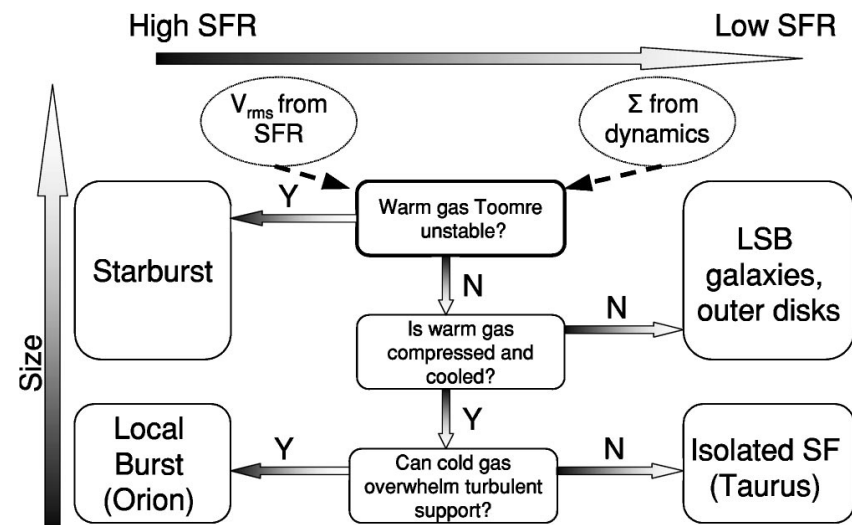 High SFR
Low SFR
V_rms from
SFR
Σ from
dynamics
Y
Warm gas Toomre
unstable?
Starburst
LSB
galaxies,
outer disks
N
N
Is warm gas
compressed and
cooled?
Size
Y
Local
Burst
(Orion)
Y
Can cold gas
overwhelm turbulent
support?
N
Isolated SF
(Taurus)